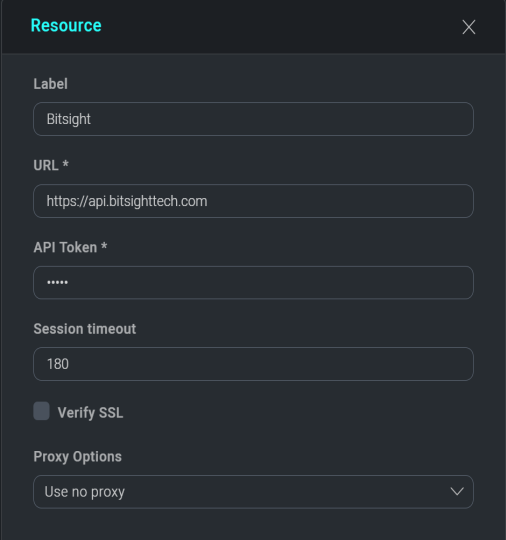 Resource
Label
Bitsight
URL *
https://api.bitsighttech.com
API Token *
•••••
Session timeout
180
Verify SSL
Proxy Options
Use no proxy